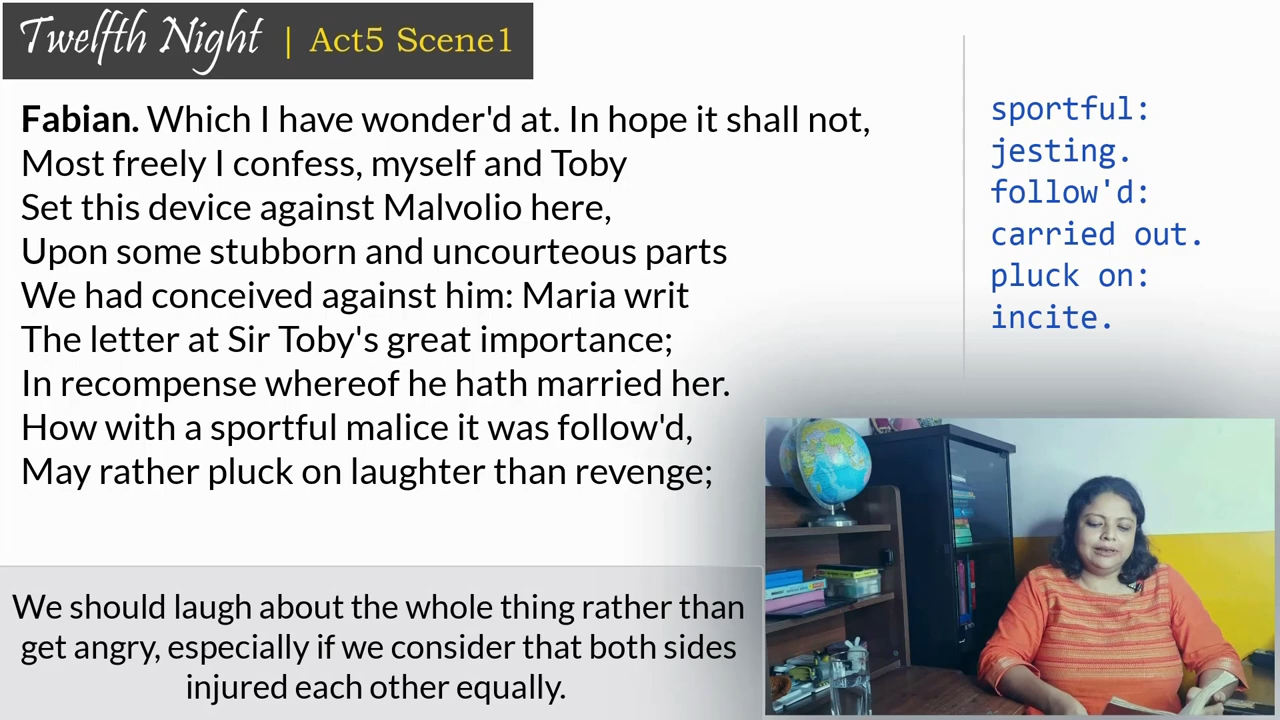 Twelfth Night | Act5 Scene1
Fabian. Which I have wonder'd at. In hope it shall not,
Most freely I confess, myself and Toby
Set this device against Malvolio here,
Upon some stubborn and uncourteous parts
We had conceived against him: Maria writ
The letter at Sir Toby's great importance;
In recompense whereof he hath married her.
How with a sportful malice it was follow'd,
May rather pluck on laughter than revenge;
sportful:
jesting.
follow'd:
carried out.
pluck on:
incite.
We should laugh about the whole thing rather than
get angry, especially if we consider that both sides
injured each other equally.